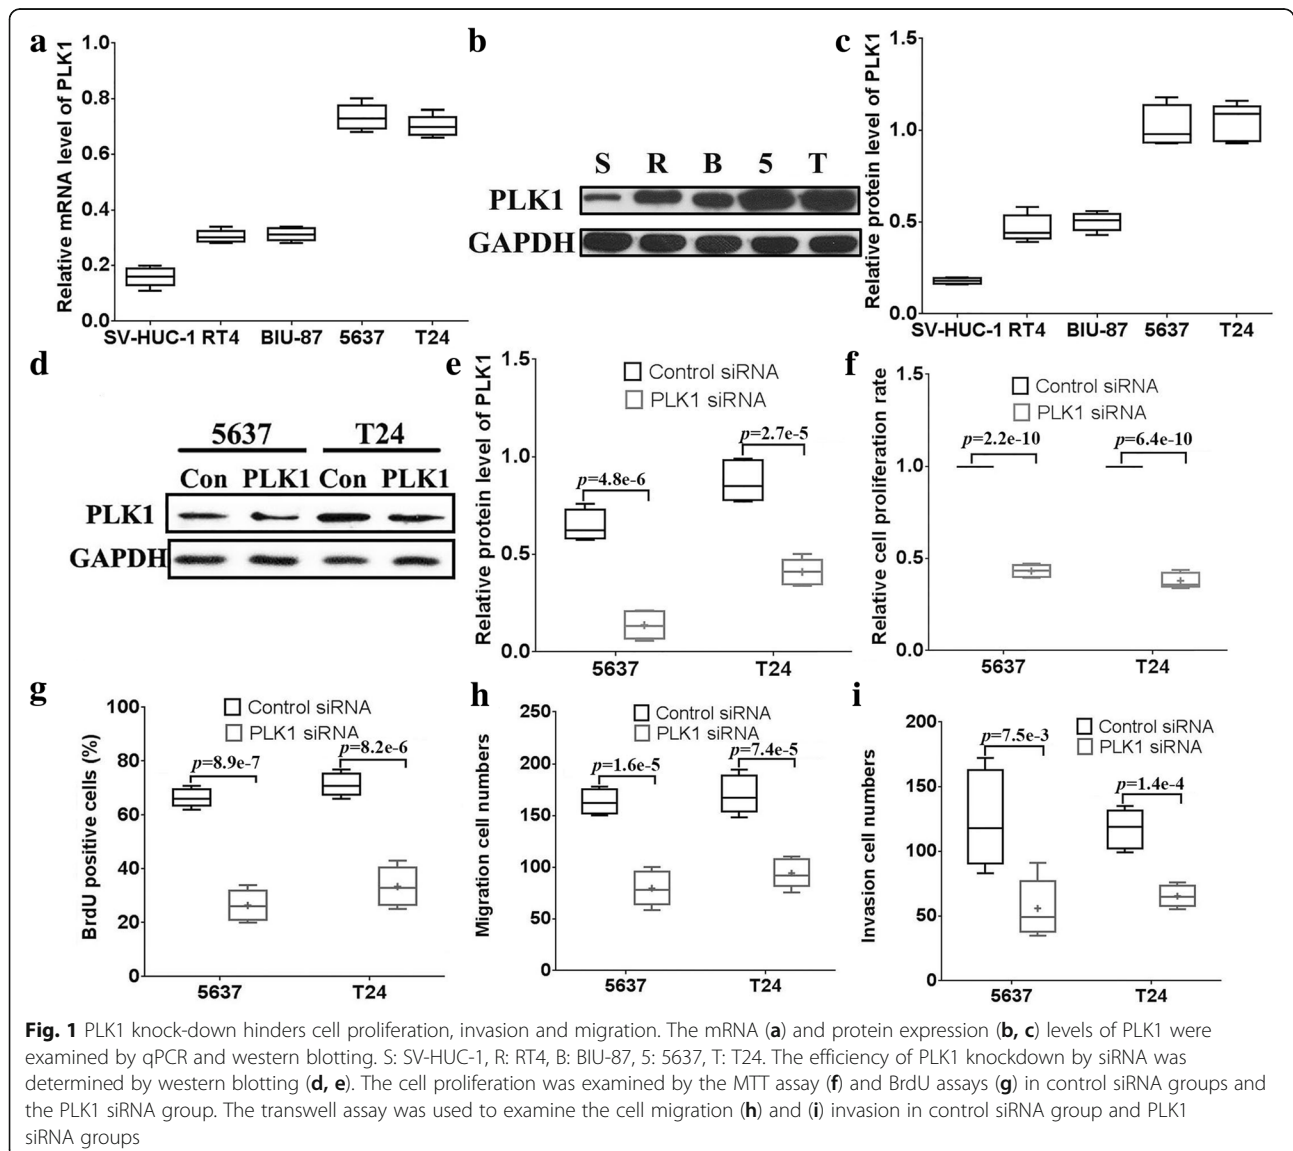 a
Relative mRNA level of PLK1
1.0
0.8
0.6
0.4
0.2
0.0
SV-HUC-1 RT4 BIU-87 5637 T24
b
S R B 5 T
PLK1
GAPDH
c
Relative protein level of PLK1
1.5
1.0
0.5
0.0
SV-HUC-1 RT4 BIU-87 5637 T24
d
5637 T24
Con PLK1 Con PLK1
PLK1
GAPDH
e
Relative protein level of PLK1
1.5
1.0
0.5
0.0
Control siRNA
PLK1 siRNA
p=4.8e-6
p=2.7e-5
5637 T24
f
Relative cell proliferation rate
1.5
1.0
0.5
0.0
Control siRNA
PLK1 siRNA
p=2.2e-10
p=6.4e-10
5637 T24
g
BrdU positive cells (%)
100
80
60
40
20
0
Control siRNA
PLK1 siRNA
p=8.9e-7
p=8.2e-6
5637 T24
h
Migration cell numbers
250
200
150
100
50
0
Control siRNA
PLK1 siRNA
p=1.6e-5
p=7.4e-5
5637 T24
i
Invasion cell numbers
200
150
100
50
0
Control siRNA
PLK1 siRNA
p=7.5e-3
p=1.4e-4
5637 T24
Fig. 1 PLK1 knock-down hinders cell proliferation, invasion and migration. The mRNA (a) and protein expression (b, c) levels of PLK1 were
examined by qPCR and western blotting. S: SV-HUC-1, R: RT4, B: BIU-87, 5: 5637, T: T24. The efficiency of PLK1 knockdown by siRNA was
determined by western blotting (d, e). The cell proliferation was examined by the MTT assay (f) and BrdU assays (g) in control siRNA groups and
the PLK1 siRNA group. The transwell assay was used to examine the cell migration (h) and (i) invasion in control siRNA group and PLK1
siRNA groups